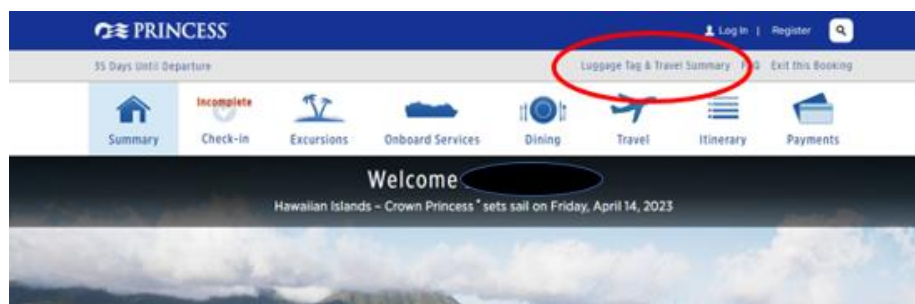 PRINCESS
Log In | Register
35 Days Until Departure
Luggage Tag & Travel Summary FAQ Exit this Booking
Incomplete
Summary Check-in Excursions Onboard Services Dining Travel Itinerary Payments
Welcome
Hawaiian Islands – Crown Princess® sets sail on Friday, April 14, 2023